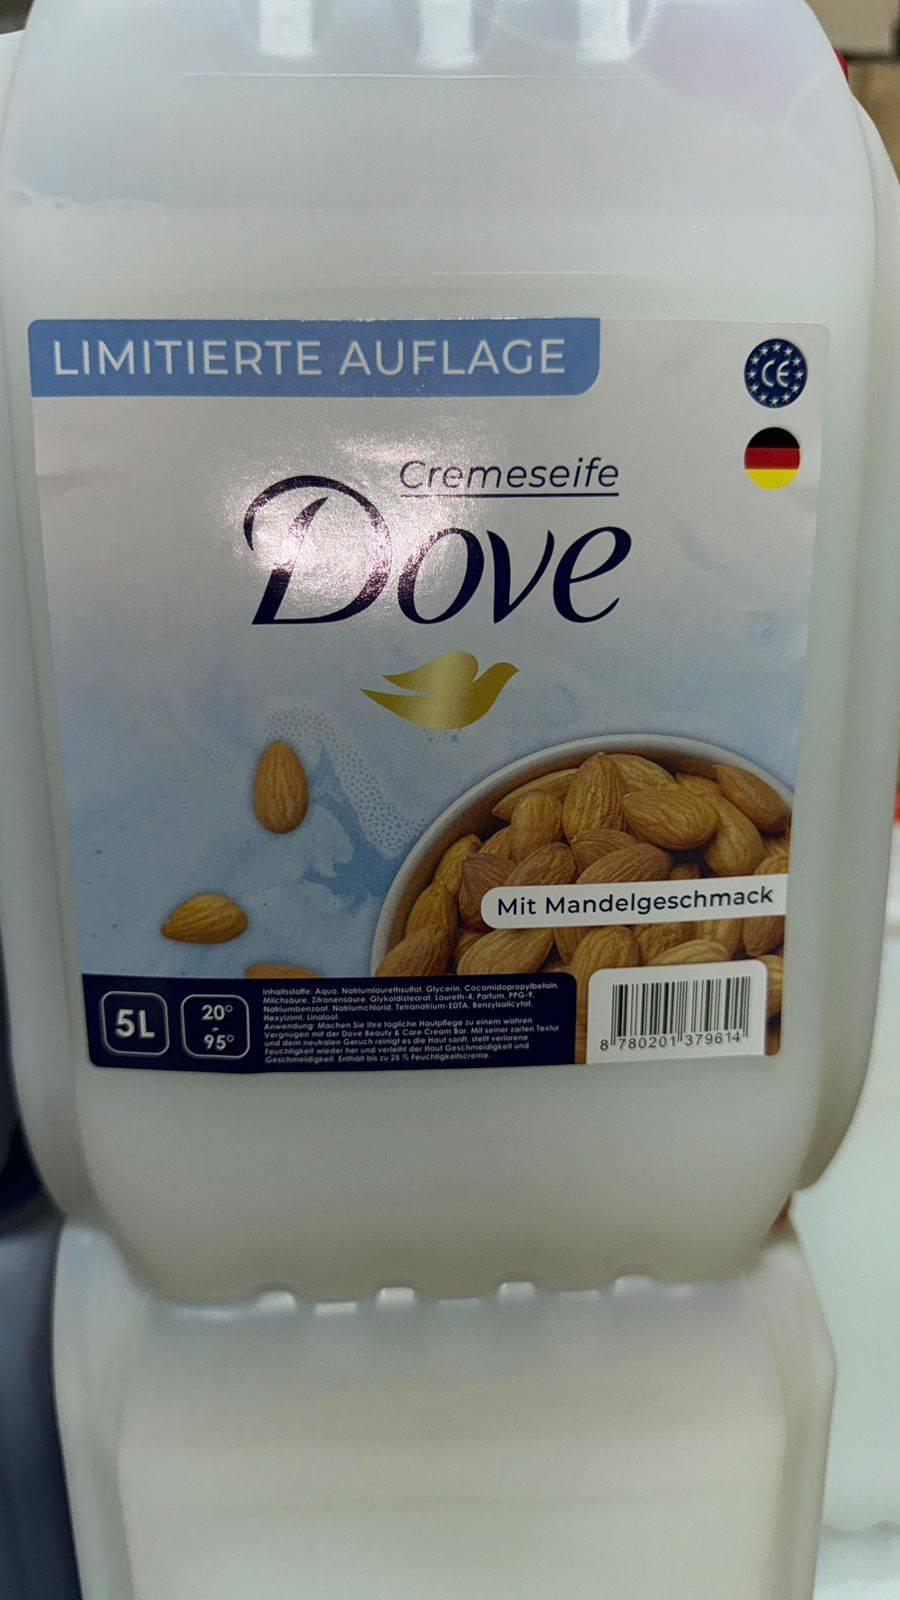 LIMITIERTE AUFLAGE
CE
Cremeseife
Dove
Mit Mandelgeschmack
5L
20°
-
95°
Inhaltsstoffe: Aqua, Natriumlaurethsulfat, Glycerin, Cocamidopropylbetain,
Milchsäure, Zitronensäure, Glykoldistearat, Laureth-4, Parfum, PPG-9,
Natriumbenzoat, Natriumchlorid, Tetranatrium-EDTA, Benzylsalicylat,
Hexylzimt, Linalool.
Anwendung: Machen Sie Ihre tägliche Hautpflege zu einem wahren
Vergnügen mit der Dove Beauty & Care Cream Bar. Mit seiner zarten Textur
und dem neutralen Geruch reinigt es die Haut sanft, stellt verlorene
Feuchtigkeit wieder her und verleiht der Haut Geschmeidigkeit und
Geschmeidigkeit. Enthält bis zu 25 % Feuchtigkeitscreme.
8 780201 379614